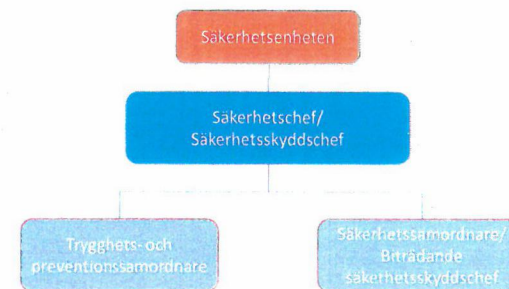 Säkerhetsenheten
Säkerhetschef/
Säkerhetsskyddschef
Trygghets- och
preventionssamordnare
Säkerhetssamordnare/
Biträdande
säkerhetsskyddschef